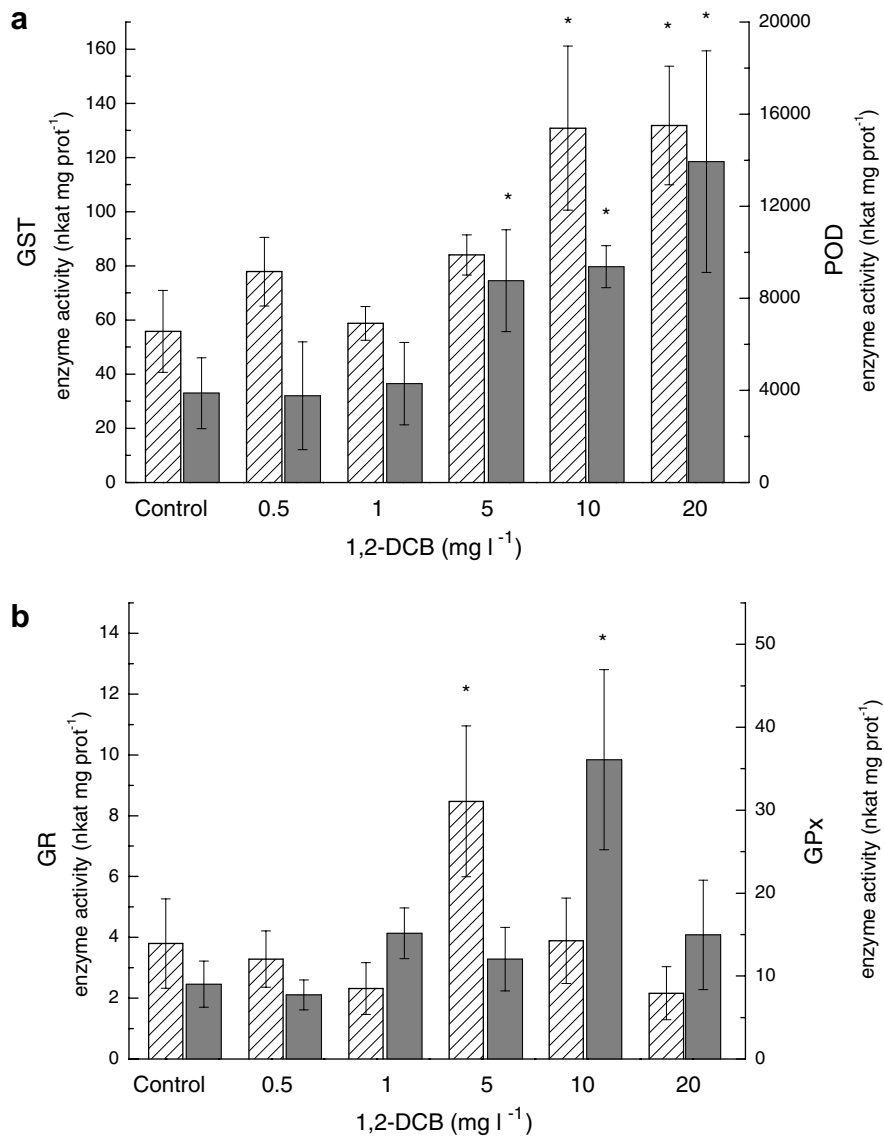 a
GST
enzyme activity (nkat mg prot⁻¹)
160
140
120
100
80
60
40
20
0
* * *
* *
20000
16000
12000
8000
4000
0
POD
enzyme activity (nkat mg prot⁻¹)
Control 0.5 1 5 10 20
1,2-DCB (mg l⁻¹)
b
GR
enzyme activity (nkat mg prot⁻¹)
14
12
10
8
6
4
2
0
*
*
50
40
30
20
10
0
GPx
enzyme activity (nkat mg prot⁻¹)
Control 0.5 1 5 10 20
1,2-DCB (mg l⁻¹)